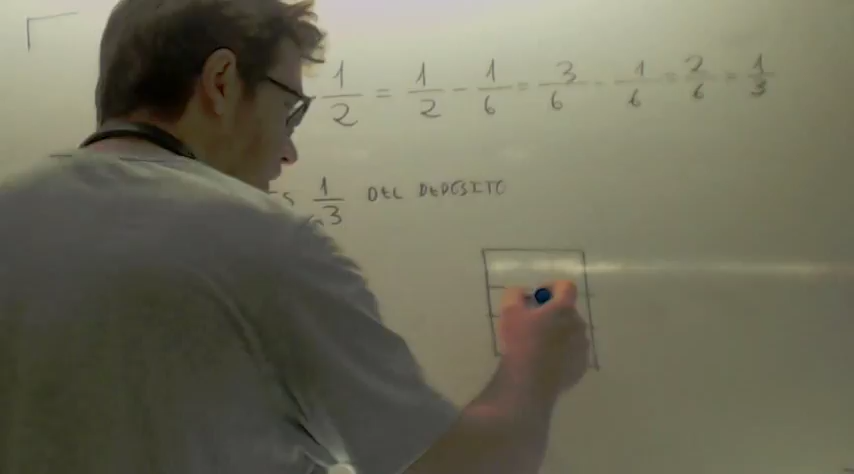 1/2 = 1/2 - 1/6 = 3/6 - 1/6 = 2/6 = 1/3
1/3 DEL DEPOSITO